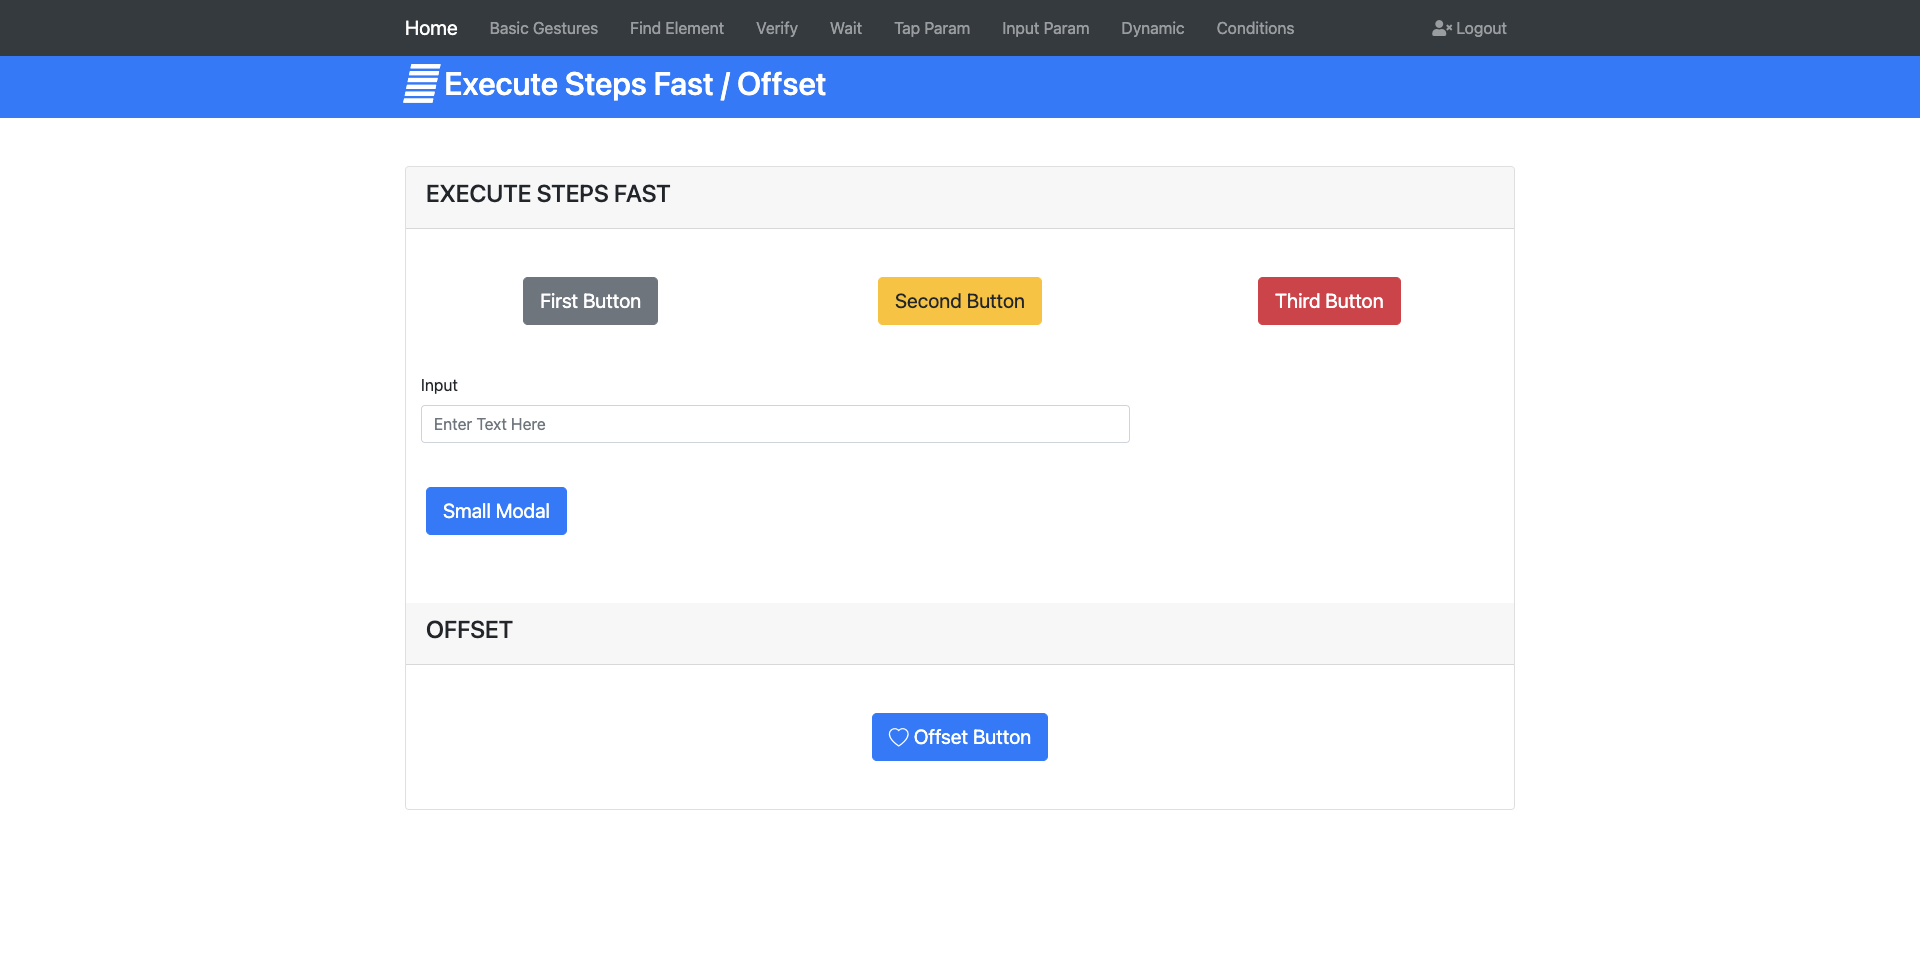 Home Basic Gestures Find Element Verify Wait Tap Param Input Param Dynamic Conditions Logout
Execute Steps Fast / Offset
EXECUTE STEPS FAST
First Button Second Button Third Button
Input
Enter Text Here
Small Modal
OFFSET
Offset Button